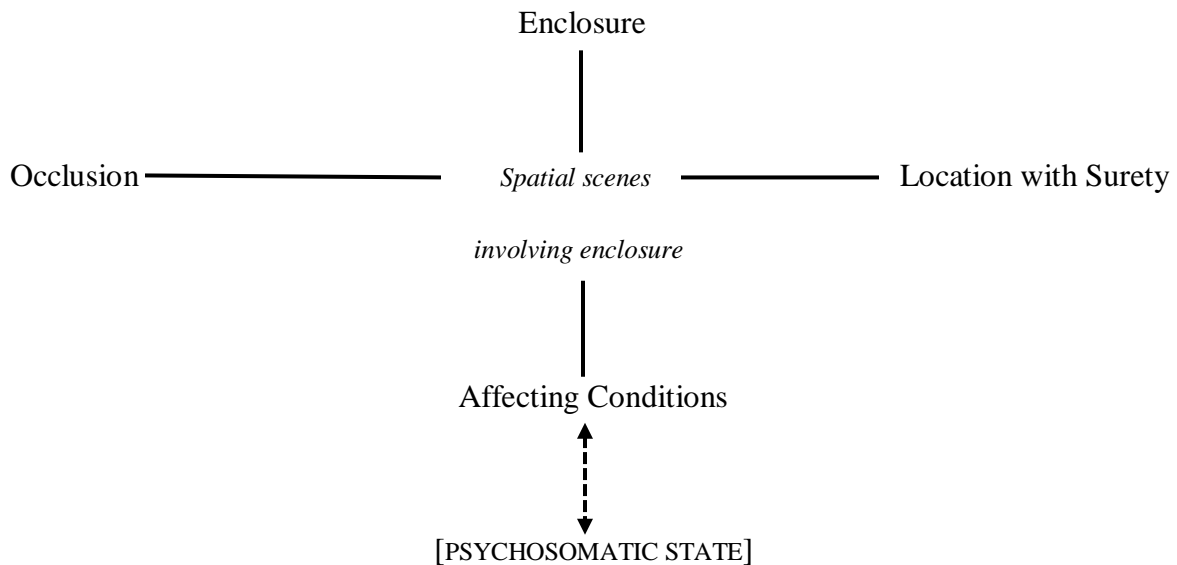 Enclosure
Occlusion
Spatial scenes
Location with Surety
involving enclosure
Affecting Conditions
[PSYCHOSOMATIC STATE]